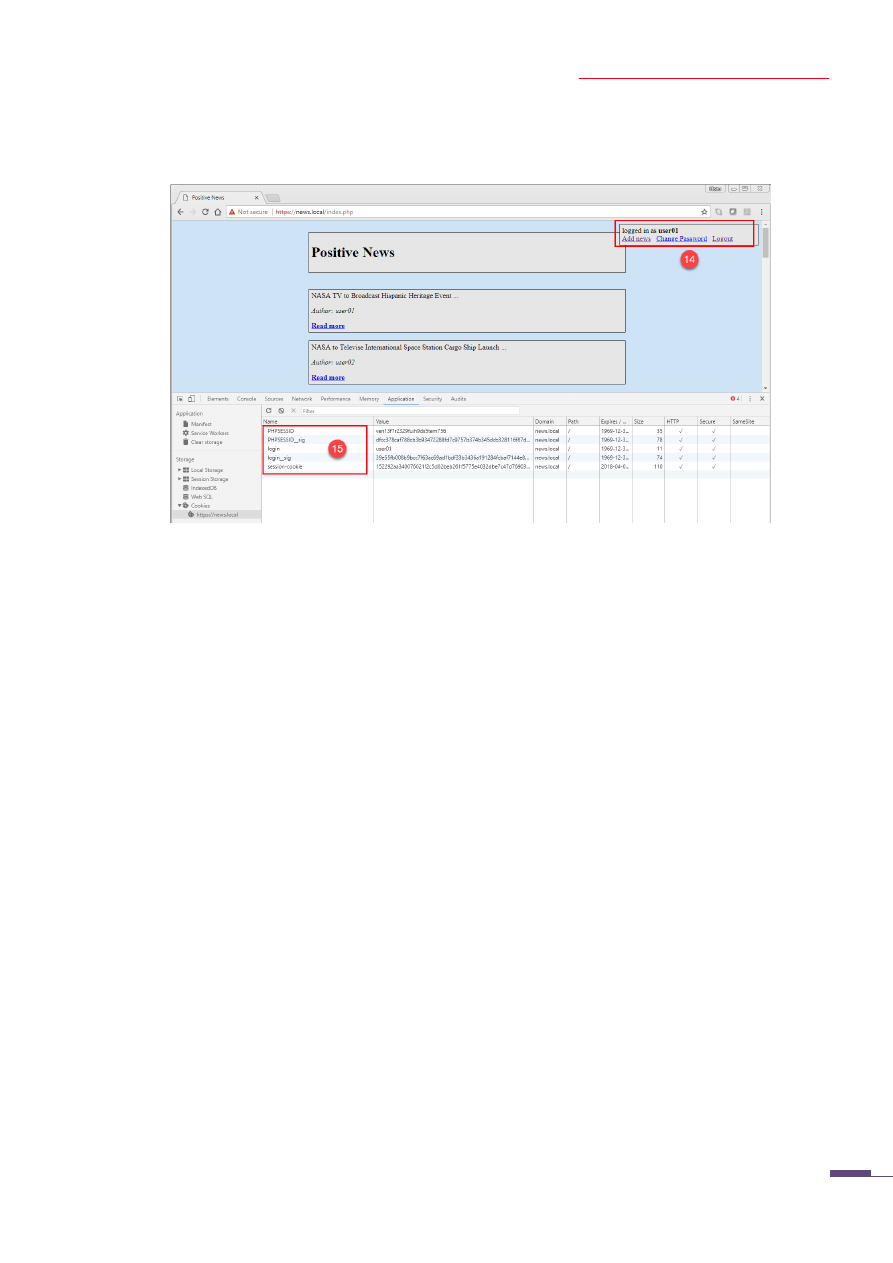 Positive News
Not secure | https://news.local/index.php
logged in as user01
Add news Change Password Logout
14
Positive News
NASA TV to Broadcast Hispanic Heritage Event ...
Author: user01
Read more
NASA to Televise International Space Station Cargo Ship Launch ...
Author: user02
Read more
Elements Console Sources Network Performance Memory Application Security Audits 4
Application
Manifest
Service Workers
Clear storage
Storage
Local Storage
Session Storage
IndexedDB
Web SQL
Cookies
https://news.local
Filter
Name Value Domain Path Expires / ... Size HTTP Secure SameSite
PHPSESSID news.local / 1969-12-3... 35 ✓ ✓
PHPSESSID__sig news.local / 1969-12-3... 78 ✓ ✓
login user01 news.local / 1969-12-3... 11 ✓ ✓
login__sig news.local / 1969-12-3... 74 ✓ ✓
session-cookie news.local / 2018-04-0... 110 ✓ ✓
15